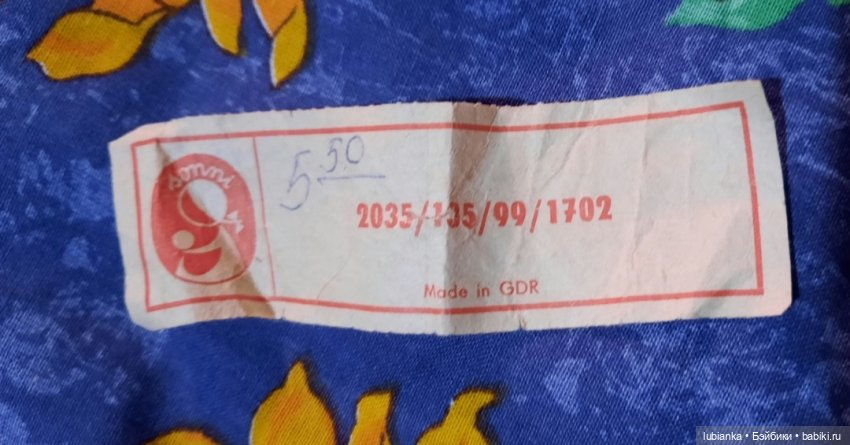 sonni
5.50
2035/135/99/1702
Made in GDR
lubianka • Бэйбики • babiki.ru